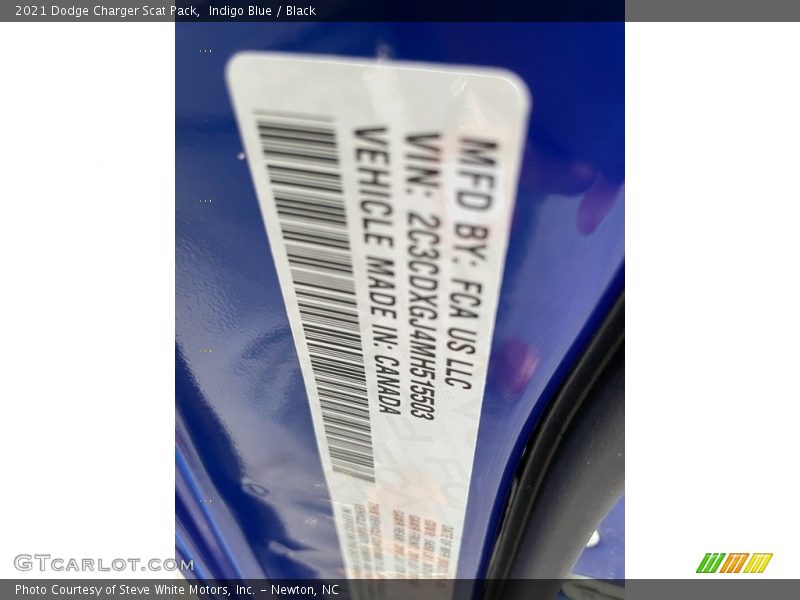 2021 Dodge Charger Scat Pack, Indigo Blue / Black
MFD BY: FCA US LLC
VIN: 2C3CDXGJ4MH515503
VEHICLE MADE IN: CANADA
GTCARLOT.COM
Photo Courtesy of Steve White Motors, Inc. - Newton, NC